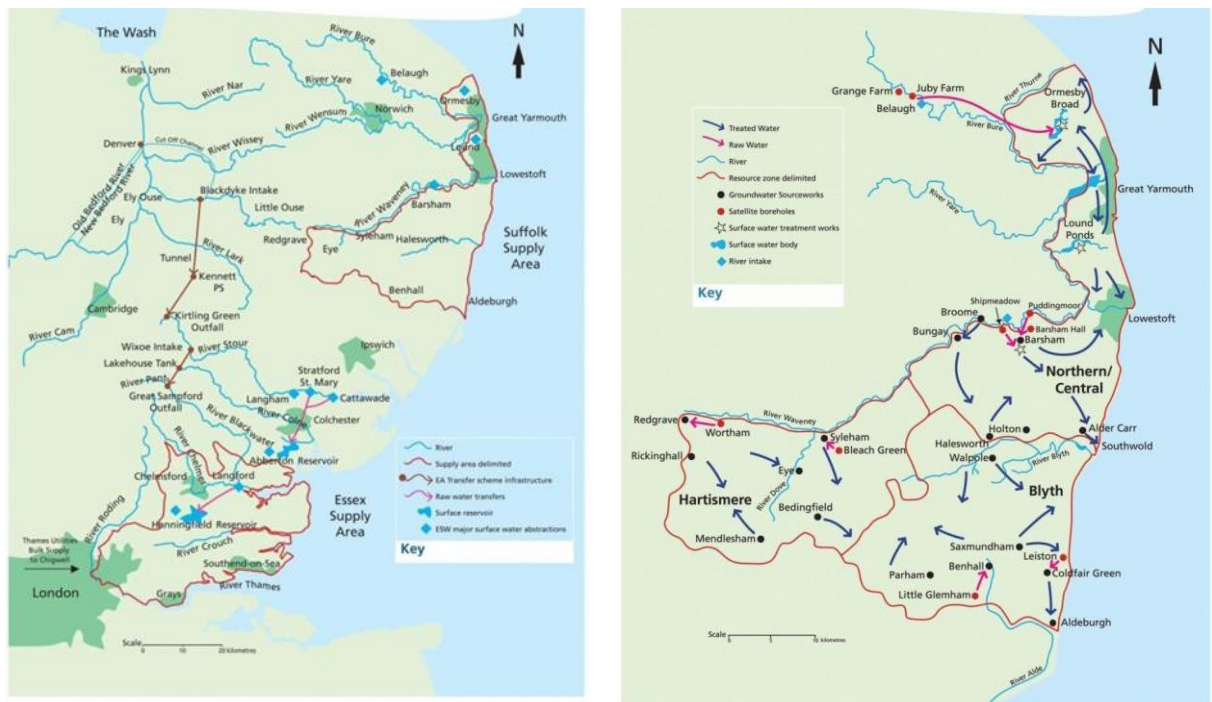 The Wash
N
Kings Lynn
River Bure
Belaugh
River Nar
River Yare
Ormesby
Norwich
Great Yarmouth
River Wensum
Denver
Cut Off Channel
River Wissey
Lound
Old Bedford River
New Bedford River
Lowestoft
Ely Ouse
Blackdyke Intake
Little Ouse
River Waveney
Barsham
Ely
Redgrave
Syleham
Halesworth
Eye
Suffolk
Supply
Area
River Lark
Tunnel
Kennett
PS
Benhall
Aldeburgh
Cambridge
Kirtling Green
Outfall
River Cam
Wixoe Intake
River Stour
Ipswich
Lakehouse Tank
River Pant
Stratford
St. Mary
Great Sampford
Outfall
Langham
Cattawade
River Colne
Colchester
River Blackwater
Abberton Reservoir
River Chelmer
Chelmsford
Langford
River Roding
Hanningfield Reservoir
Essex
Supply
Area
River Crouch
Thames Utilities
Bulk Supply
to Chigwell
Southend-on-Sea
River Thames
London
Grays
Scale
0 10 20 kilometres
River
Supply area delimited
EA Transfer scheme infrastructure
Raw water transfers
Surface reservoir
ESW major surface water abstractions
Key
N
Grange Farm
Juby Farm
Belaugh
River Thurne
Ormesby
Broad
River Bure
Treated Water
Raw Water
River
Resource zone delimited
Groundwater Sourceworks
Satellite boreholes
Surface water treatment works
Surface water body
River intake
Key
Great Yarmouth
River Yare
Lound
Ponds
Shipmeadow
Puddingmoor
Broome
Lowestoft
Bungay
Barsham Hall
Barsham
Northern/
Central
Redgrave
River Waveney
Wortham
Holton
Alder Carr
Syleham
Halesworth
Southwold
Rickinghall
Bleach Green
Walpole
River Blyth
Eye
River Dove
Hartismere
Blyth
Bedingfield
Mendlesham
Saxmundham
Leiston
Benhall
Parham
Coldfair Green
Little Glemham
Aldeburgh
Scale
0 10 kilometres
River Alde